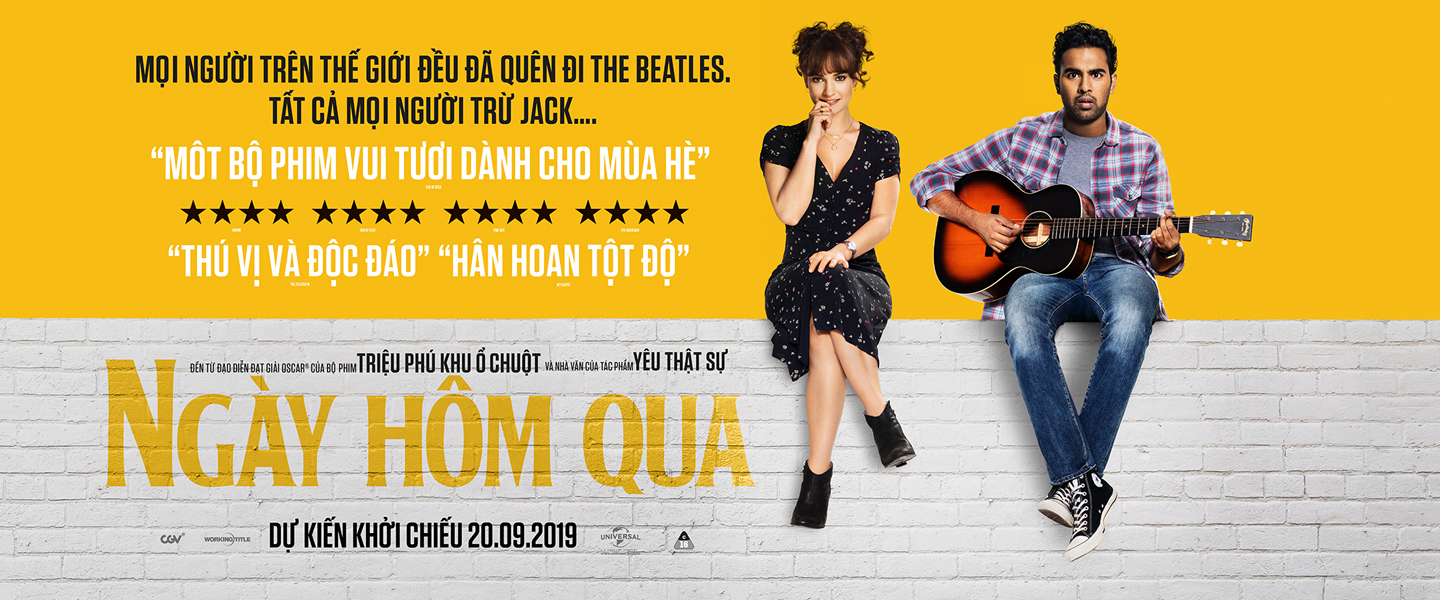 MỌI NGƯỜI TRÊN THẾ GIỚI ĐỀU ĐÃ QUÊN ĐI THE BEATLES.
TẤT CẢ MỌI NGƯỜI TRỪ JACK....
“MÔT BỘ PHIM VUI TƯƠI DÀNH CHO MÙA HÈ”
“THÚ VỊ VÀ ĐỘC ĐÁO” “HÂN HOAN TỘT ĐỘ”
ĐẾN TỪ ĐẠO DIỄN ĐẠT GIẢI OSCAR® CỦA BỘ PHIM TRIỆU PHÚ KHU Ổ CHUỘT VÀ NHÀ VĂN CỦA TÁC PHẨM YÊU THẬT SỰ
NGÀY HÔM QUA
CGV WORKING TITLE DỰ KIẾN KHỞI CHIẾU 20.09.2019 UNIVERSAL C 16